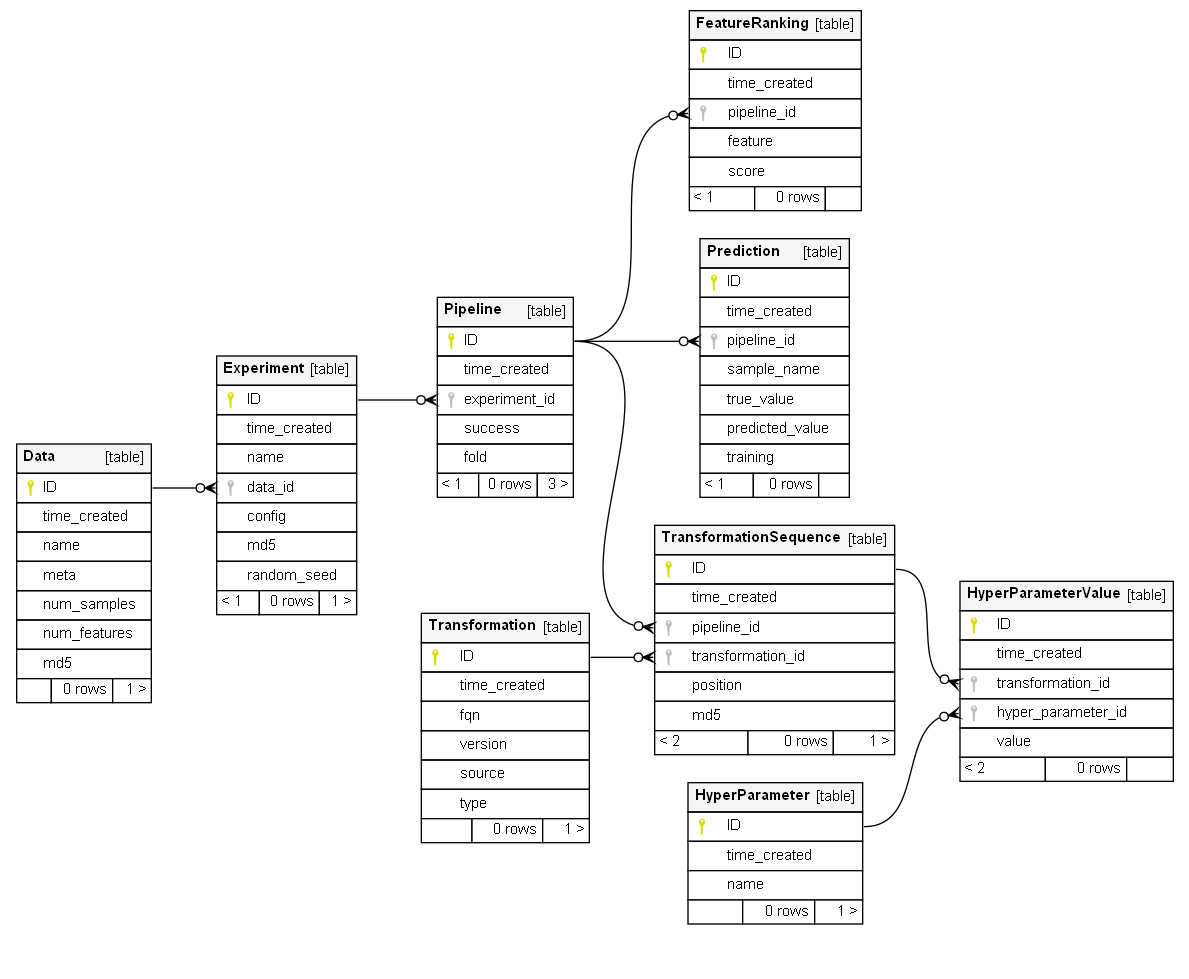 FeatureRanking [table]
ID
time_created
pipeline_id
feature
score
< 1 0 rows
Prediction [table]
ID
time_created
pipeline_id
sample_name
true_value
predicted_value
training
< 1 0 rows
Pipeline [table]
ID
time_created
experiment_id
success
fold
< 1 0 rows 3 >
Experiment [table]
ID
time_created
name
data_id
config
md5
random_seed
< 1 0 rows 1 >
Data [table]
ID
time_created
name
meta
num_samples
num_features
md5
0 rows 1 >
TransformationSequence [table]
ID
time_created
pipeline_id
transformation_id
position
md5
< 2 0 rows 1 >
Transformation [table]
ID
time_created
fqn
version
source
type
0 rows 1 >
HyperParameterValue [table]
ID
time_created
transformation_id
hyper_parameter_id
value
< 2 0 rows
HyperParameter [table]
ID
time_created
name
0 rows 1 >